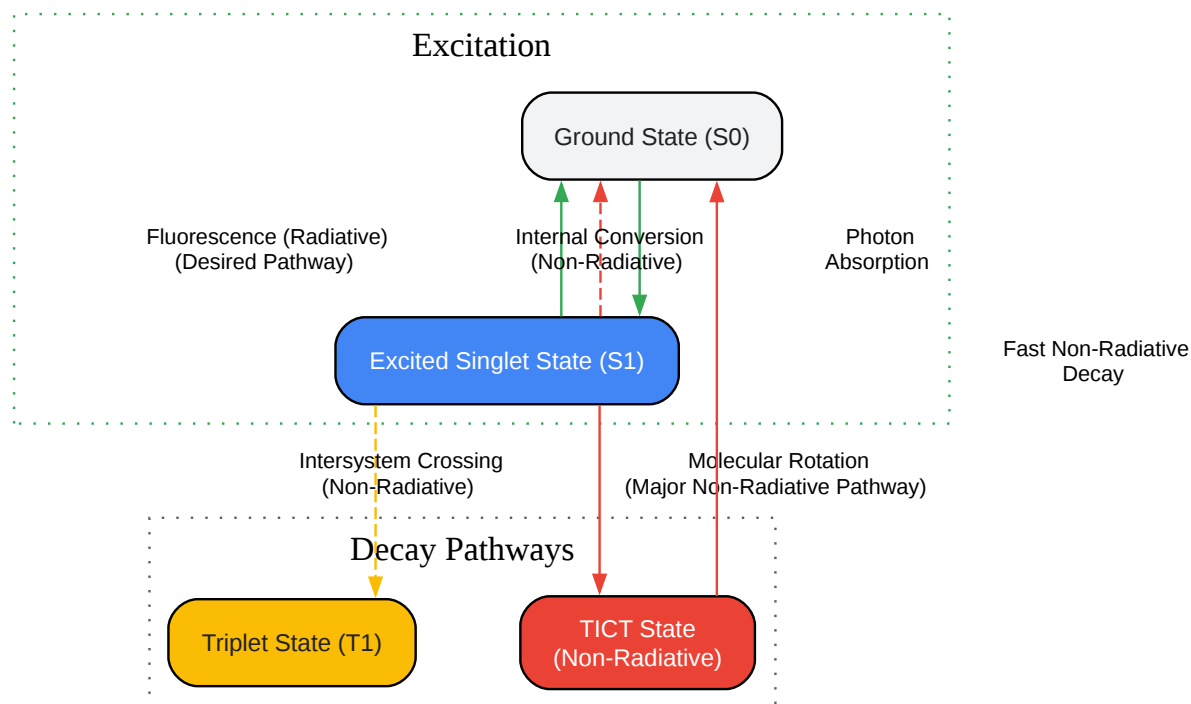 Excitation
Ground State (S0)
Fluorescence (Radiative)
(Desired Pathway)
Internal Conversion
(Non-Radiative)
Photon
Absorption
Excited Singlet State (S1)
Fast Non-Radiative
Decay
Intersystem Crossing
(Non-Radiative)
Molecular Rotation
(Major Non-Radiative Pathway)
Decay Pathways
Triplet State (T1)
TICT State
(Non-Radiative)